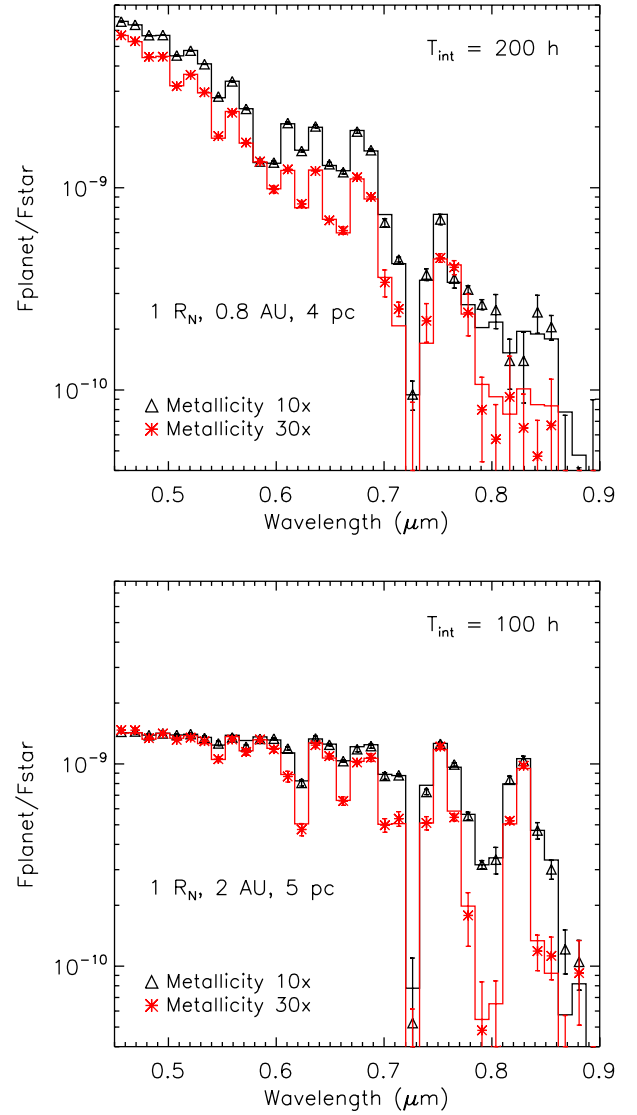 T_int = 200 h
Fplanet/Fstar
10^-9
10^-10
1 R_N, 0.8 AU, 4 pc
Metallicity 10x
Metallicity 30x
0.5 0.6 0.7 0.8 0.9
Wavelength (μm)
T_int = 100 h
Fplanet/Fstar
10^-9
10^-10
1 R_N, 2 AU, 5 pc
Metallicity 10x
Metallicity 30x
0.5 0.6 0.7 0.8 0.9
Wavelength (μm)